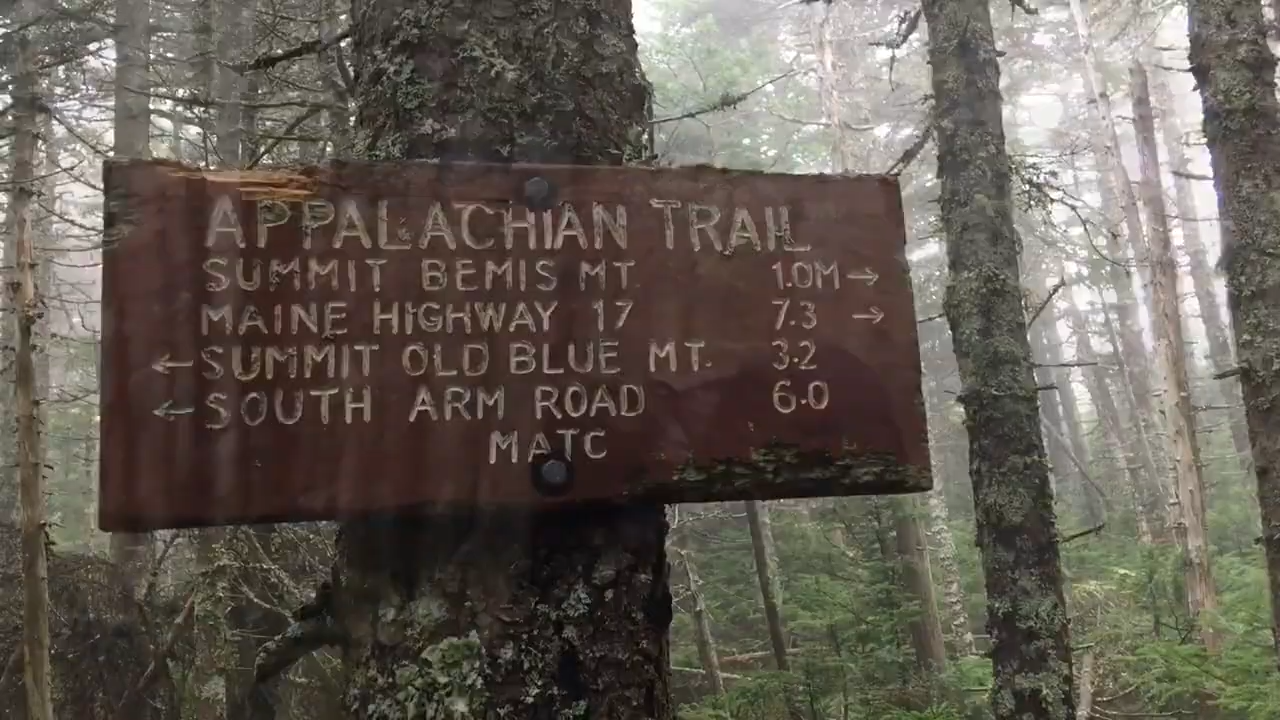 APPALACHIAN TRAIL
SUMMIT BEMIS MT. 1.0M→
MAINE HIGHWAY 17 7.3 →
←SUMMIT OLD BLUE MT. 3.2
←SOUTH ARM ROAD 6.0
MATC